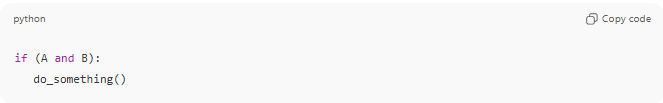 python Copy code
if (A and B):
    do_something()